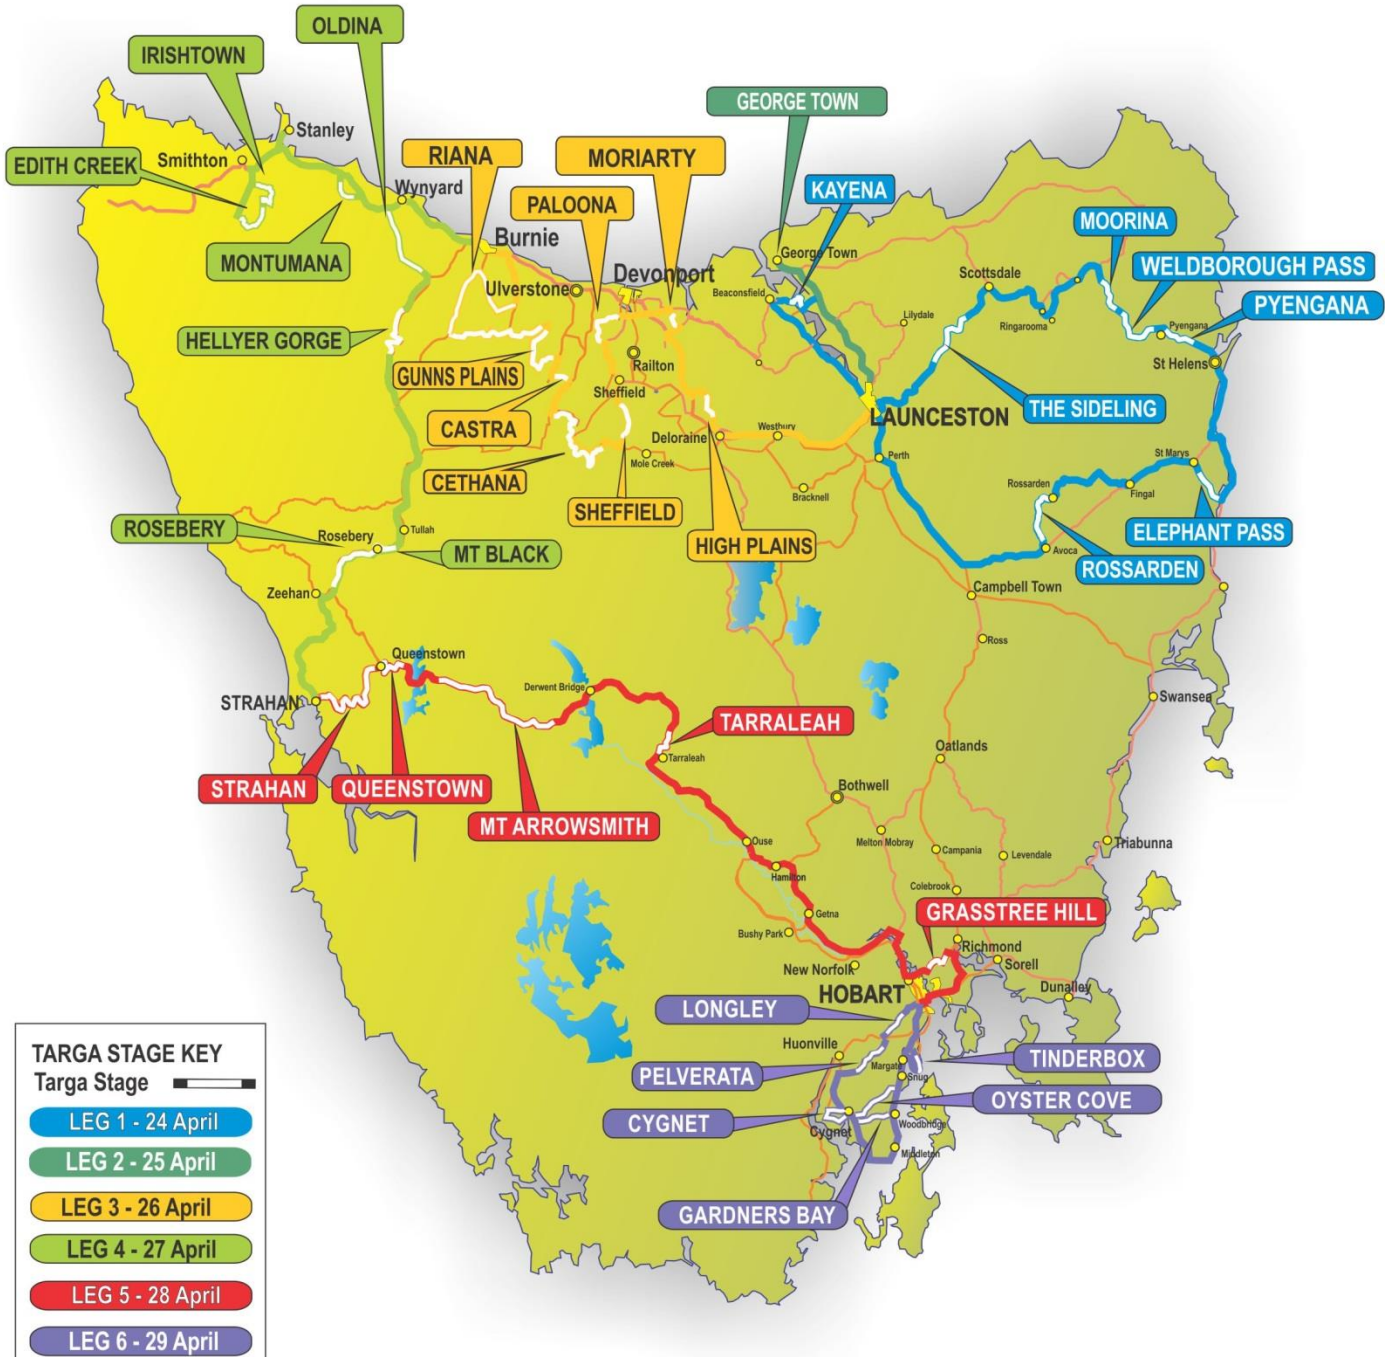 OLDINA
IRISHTOWN
GEORGE TOWN
Stanley
EDITH CREEK
Smithton
RIANA
MORIARTY
KAYENA
Wynyard
PALOONA
MOORINA
MONTUMANA
Burnie
George Town
WELDBOROUGH PASS
Devonport
Scottsdale
Ulverstone
Beaconsfield
PYENGANA
Lilydale
Ringarooma
Pyengana
HELLYER GORGE
Railton
St Helens
GUNNS PLAINS
Sheffield
THE SIDELING
LAUNCESTON
CASTRA
Deloraine
Westbury
Perth
St Marys
Mole Creek
CETHANA
Bracknell
Rossarden
Fingal
SHEFFIELD
ROSEBERY
Tullah
Rosebery
HIGH PLAINS
ELEPHANT PASS
MT BLACK
Avoca
ROSSARDEN
Zeehan
Campbell Town
Ross
Queenstown
Derwent Bridge
STRAHAN
Swansea
TARRALEAH
Oatlands
Tarraleah
STRAHAN
QUEENSTOWN
Bothwell
MT ARROWSMITH
Ouse
Melton Mobray
Campania
Levendale
Triabunna
Hamilton
Colebrook
Getna
GRASSTREE HILL
Bushy Park
Richmond
Sorell
New Norfolk
HOBART
Dunalley
LONGLEY
Huonville
TINDERBOX
Margate
PELVERATA
Snug
OYSTER COVE
CYGNET
Cygnet
Woodbridge
Middleton
GARDNERS BAY
TARGA STAGE KEY
Targa Stage
LEG 1 - 24 April
LEG 2 - 25 April
LEG 3 - 26 April
LEG 4 - 27 April
LEG 5 - 28 April
LEG 6 - 29 April